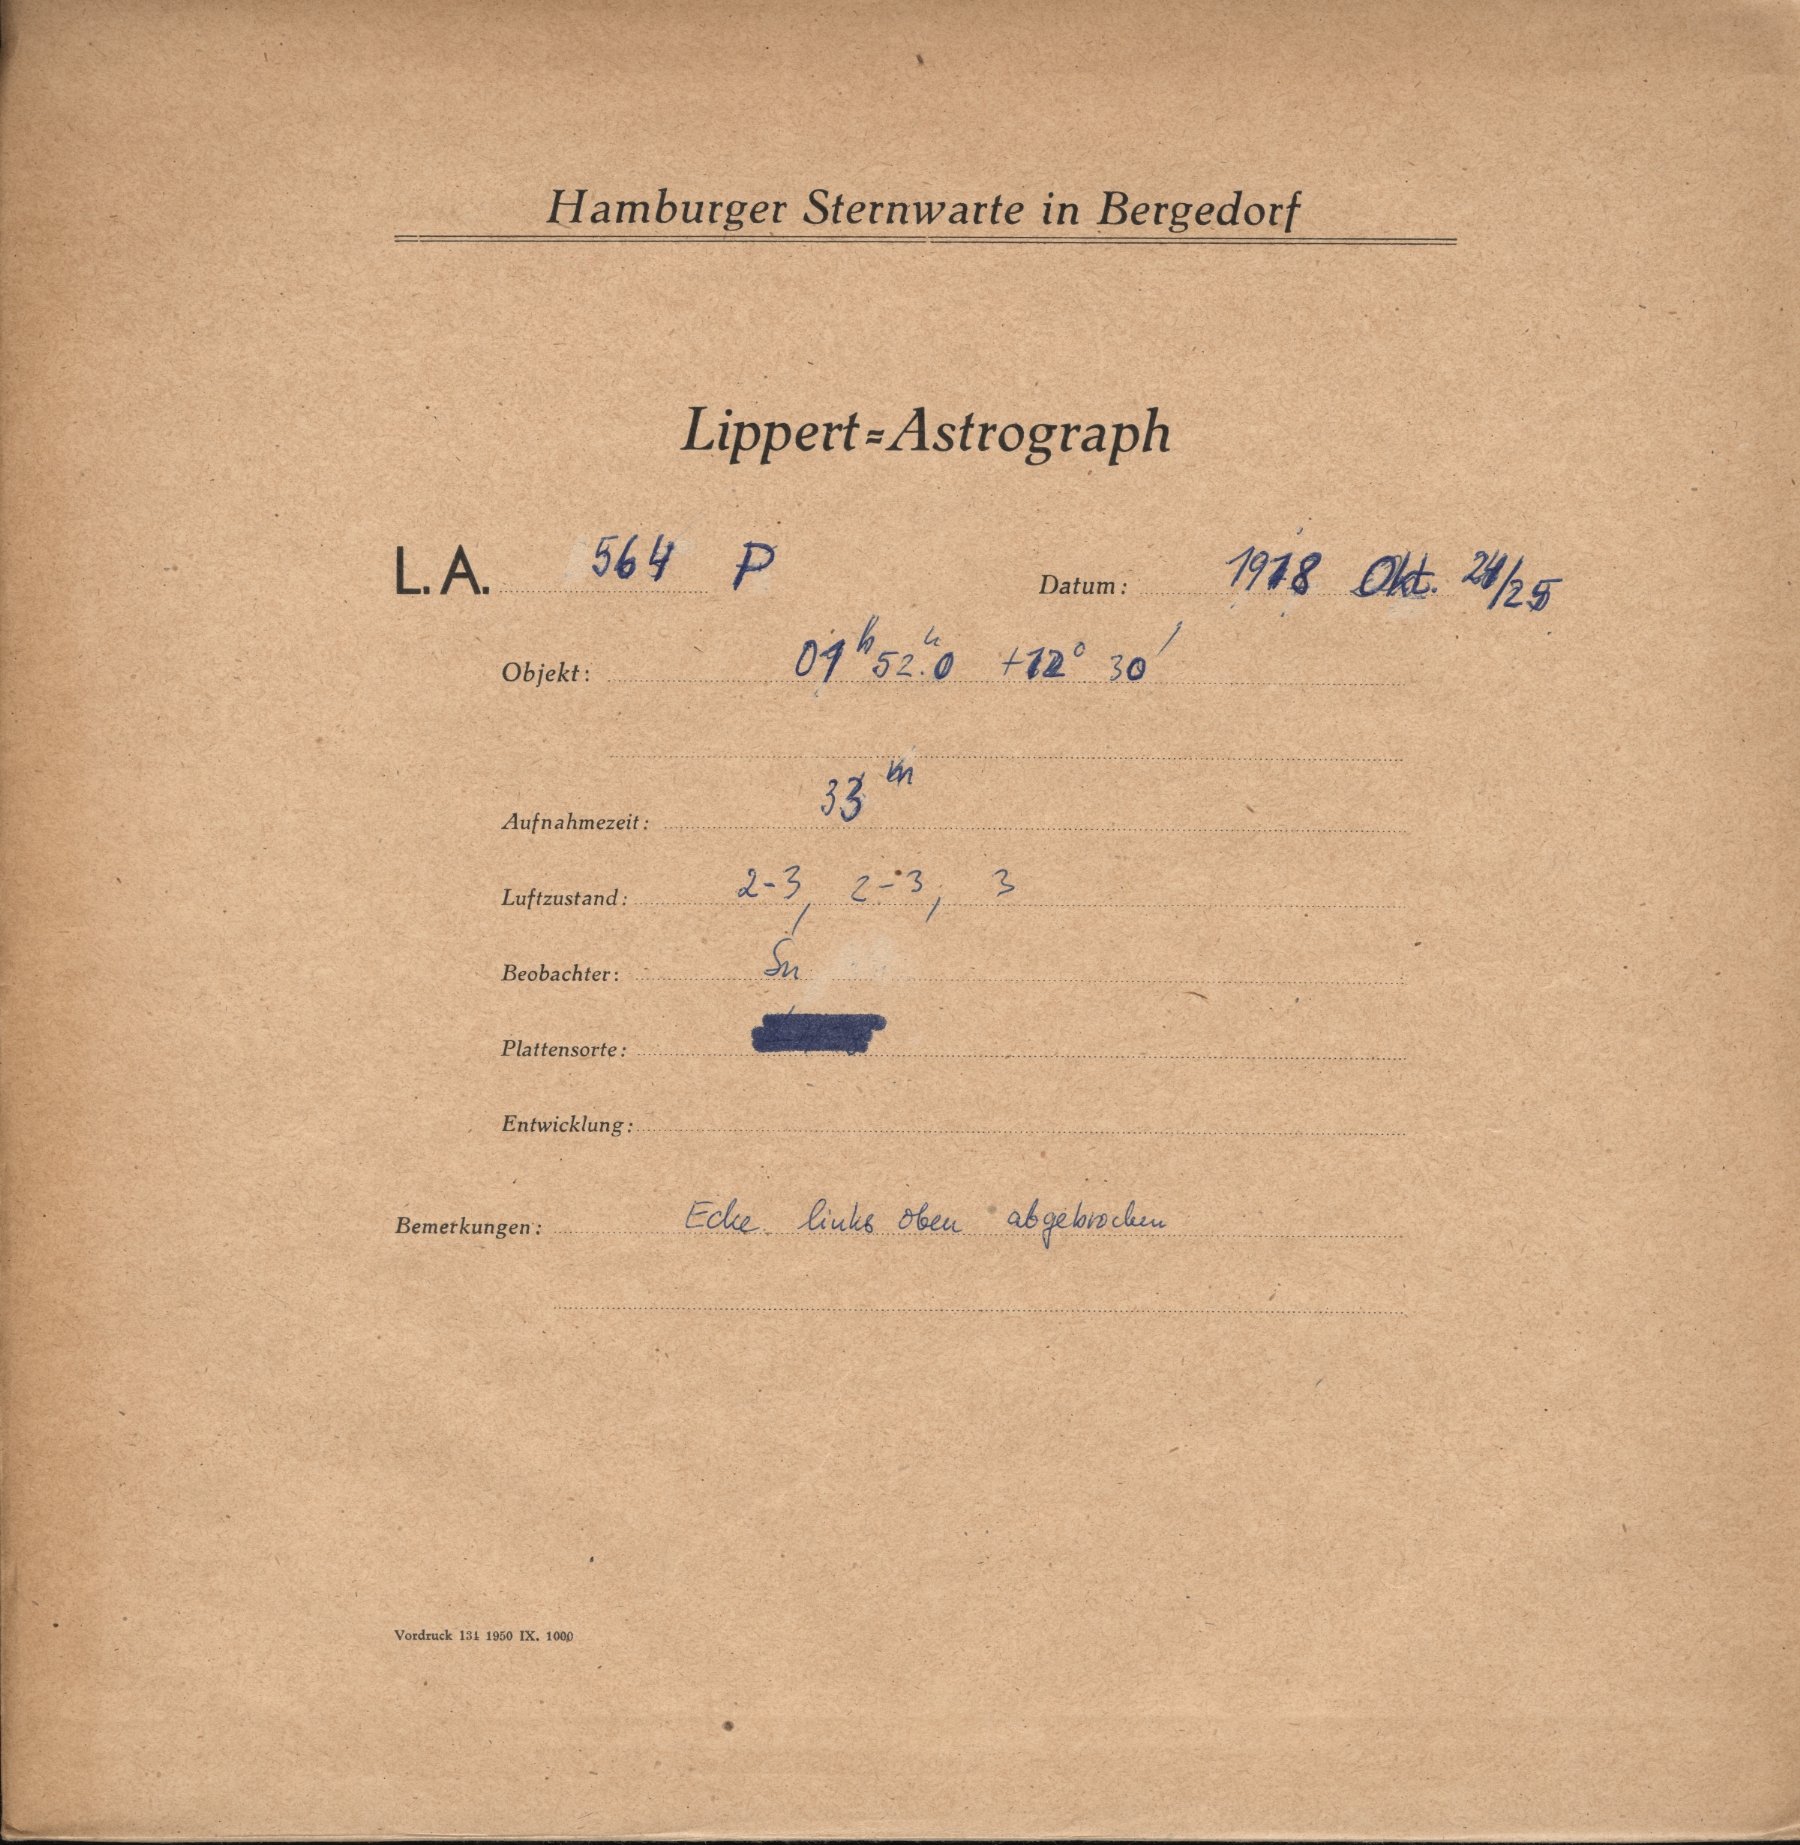 Hamburger Sternwarte in Bergedorf
Lippert=Astrograph
L. A. 564 P Datum: 1918 Okt. 24/25
Objekt: 01h 52.m0 +12° 30′
Aufnahmezeit: 33m
Luftzustand: 2-3, 2-3, 3
Beobachter:
Plattensorte:
Entwicklung:
Bemerkungen: Ecke links oben abgebrochen
Vordruck 131 1950 IX. 1000